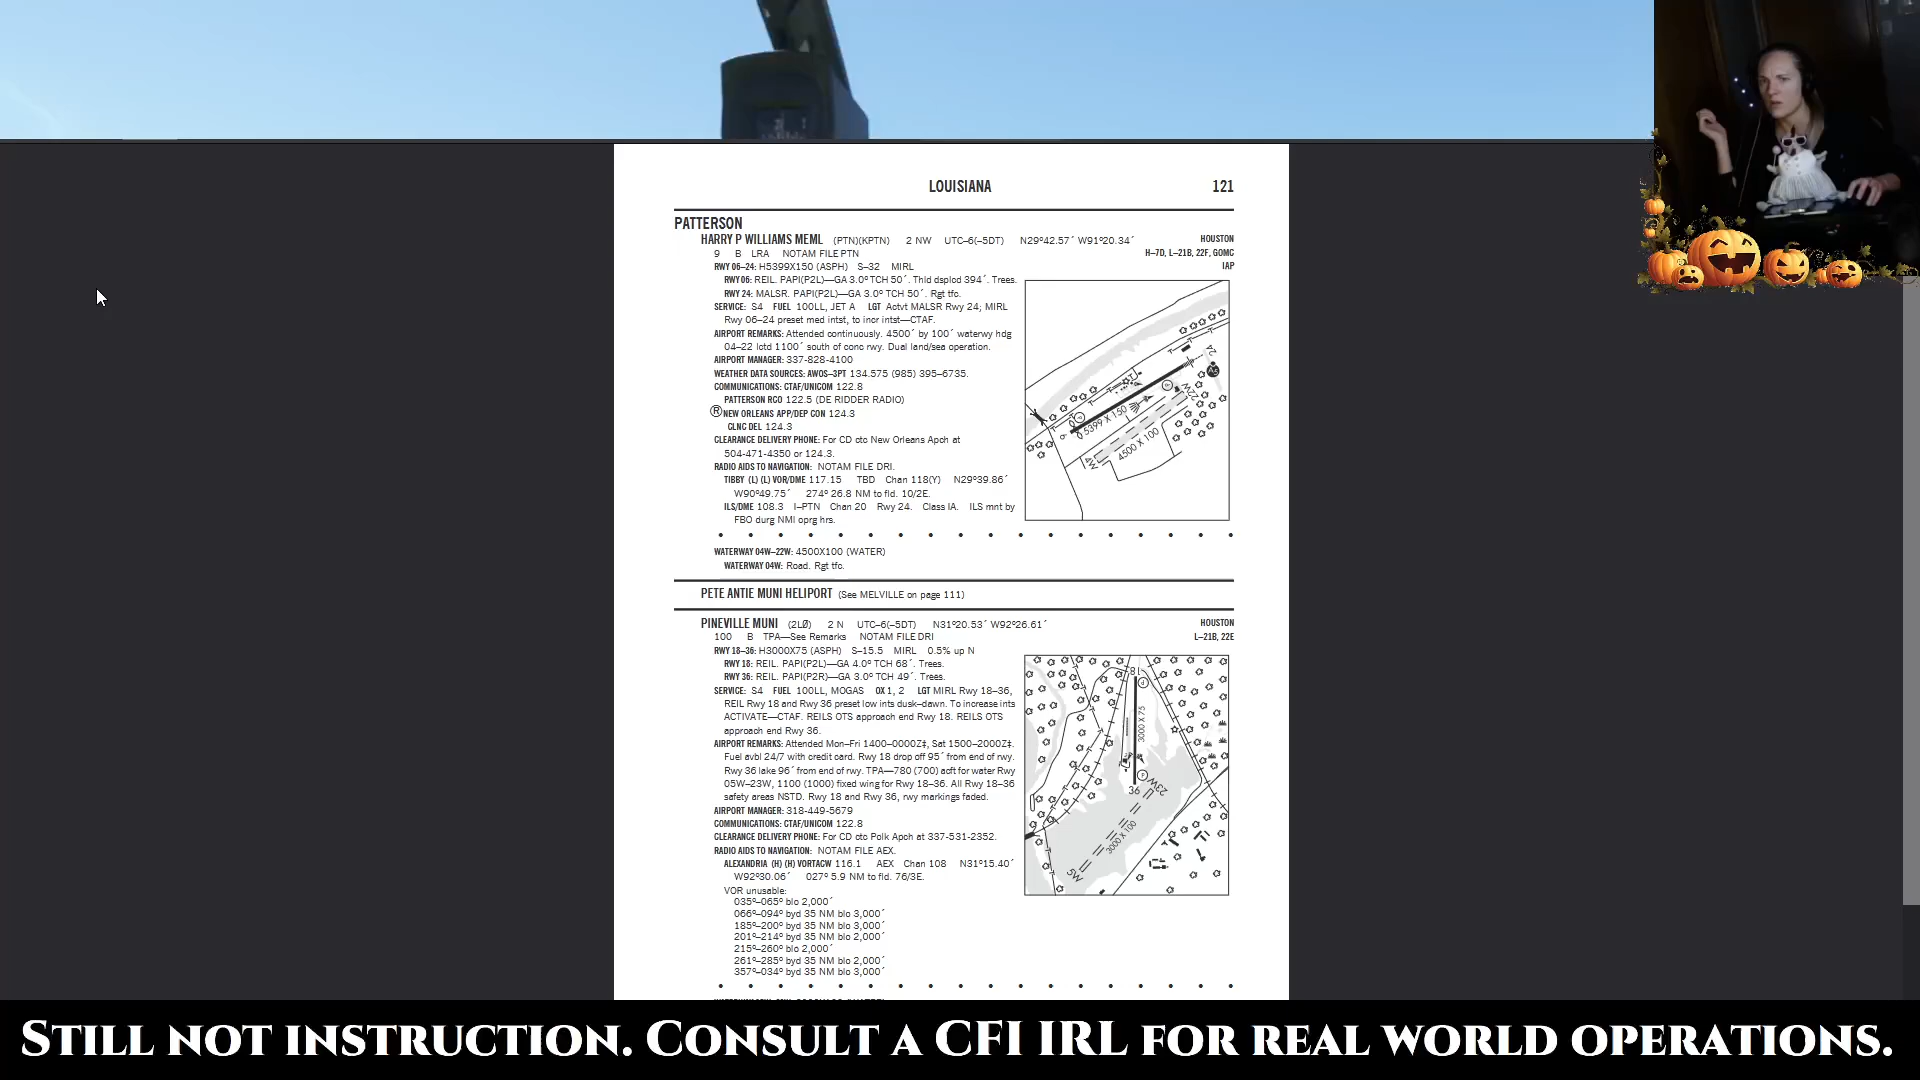 LOUISIANA 121
PATTERSON
HARRY P WILLIAMS MEML (PTN)(KPTN) 2 NW UTC–6(–5DT) N29°42.57´ W91°20.34´ HOUSTON
9 B LRA NOTAM FILE PTN H–7D, L–21B, 22F, GOMC
RWY 06–24: H5399X150 (ASPH) S–32 MIRL IAP
RWY 06: REIL. PAPI(P2L)—GA 3.0° TCH 50´. Thld dsplcd 394´. Trees.
RWY 24: MALSR. PAPI(P2L)—GA 3.0° TCH 50´. Rgt tfc.
SERVICE: S4 FUEL 100LL, JET A LGT Actvt MALSR Rwy 24; MIRL
Rwy 06–24 preset med intst, to incr intst—CTAF.
AIRPORT REMARKS: Attended continuously. 4500´ by 100´ waterwy hdg
04–22 lctd 1100´ south of conc rwy. Dual land/sea operation.
AIRPORT MANAGER: 337-828-4100
WEATHER DATA SOURCES: AWOS–3PT 134.575 (985) 395–6735.
COMMUNICATIONS: CTAF/UNICOM 122.8
PATTERSON RCO 122.5 (DE RIDDER RADIO)
®NEW ORLEANS APP/DEP CON 124.3
CLNC DEL 124.3
CLEARANCE DELIVERY PHONE: For CD ctc New Orleans Apch at
504-471-4350 or 124.3.
RADIO AIDS TO NAVIGATION: NOTAM FILE DRI.
TIBBY (L) (L) VOR/DME 117.15 TBD Chan 118(Y) N29°39.86´
W90°49.75´ 274° 26.8 NM to fld. 10/2E.
ILS/DME 108.3 I–PTN Chan 20 Rwy 24. Class IA. ILS mnt by
FBO durg NMl oprg hrs.
24
22W
5399 X 150
4500 X 100
4W
WATERWAY 04W–22W: 4500X100 (WATER)
WATERWAY 04W: Road. Rgt tfc.
PETE ANTIE MUNI HELIPORT (See MELVILLE on page 111)
PINEVILLE MUNI (2LØ) 2 N UTC–6(–5DT) N31°20.53´ W92°26.61´ HOUSTON
100 B TPA—See Remarks NOTAM FILE DRI L–21B, 22E
RWY 18–36: H3000X75 (ASPH) S–15.5 MIRL 0.5% up N
RWY 18: REIL. PAPI(P2L)—GA 4.0° TCH 68´. Trees.
RWY 36: REIL. PAPI(P2R)—GA 3.0° TCH 49´. Trees.
SERVICE: S4 FUEL 100LL, MOGAS OX 1, 2 LGT MIRL Rwy 18–36,
REIL Rwy 18 and Rwy 36 preset low ints dusk–dawn. To increase ints
ACTIVATE—CTAF. REILS OTS approach end Rwy 18. REILS OTS
approach end Rwy 36.
AIRPORT REMARKS: Attended Mon–Fri 1400–0000Z‡, Sat 1500–2000Z‡.
Fuel avbl 24/7 with credit card. Rwy 18 drop off 95´ from end of rwy.
Rwy 36 lake 96´ from end of rwy. TPA—780 (700) acft for water Rwy
05W–23W, 1100 (1000) fixed wing for Rwy 18–36. All Rwy 18–36
safety areas NSTD. Rwy 18 and Rwy 36, rwy markings faded.
AIRPORT MANAGER: 318-449-5679
COMMUNICATIONS: CTAF/UNICOM 122.8
CLEARANCE DELIVERY PHONE: For CD ctc Polk Apch at 337-531-2352.
RADIO AIDS TO NAVIGATION: NOTAM FILE AEX.
ALEXANDRIA (H) (H) VORTACW 116.1 AEX Chan 108 N31°15.40´
W92°30.06´ 027° 5.9 NM to fld. 76/3E.
VOR unusable:
035°–065° blo 2,000´
066°–094° byd 35 NM blo 3,000´
185°–200° byd 35 NM blo 3,000´
201°–214° byd 35 NM blo 2,000´
215°–260° blo 2,000´
261°–285° byd 35 NM blo 2,000´
357°–034° byd 35 NM blo 3,000´
18
3000 X 75
36
23W
3000 X 100
5W
STILL NOT INSTRUCTION. CONSULT A CFI IRL FOR REAL WORLD OPERATIONS.